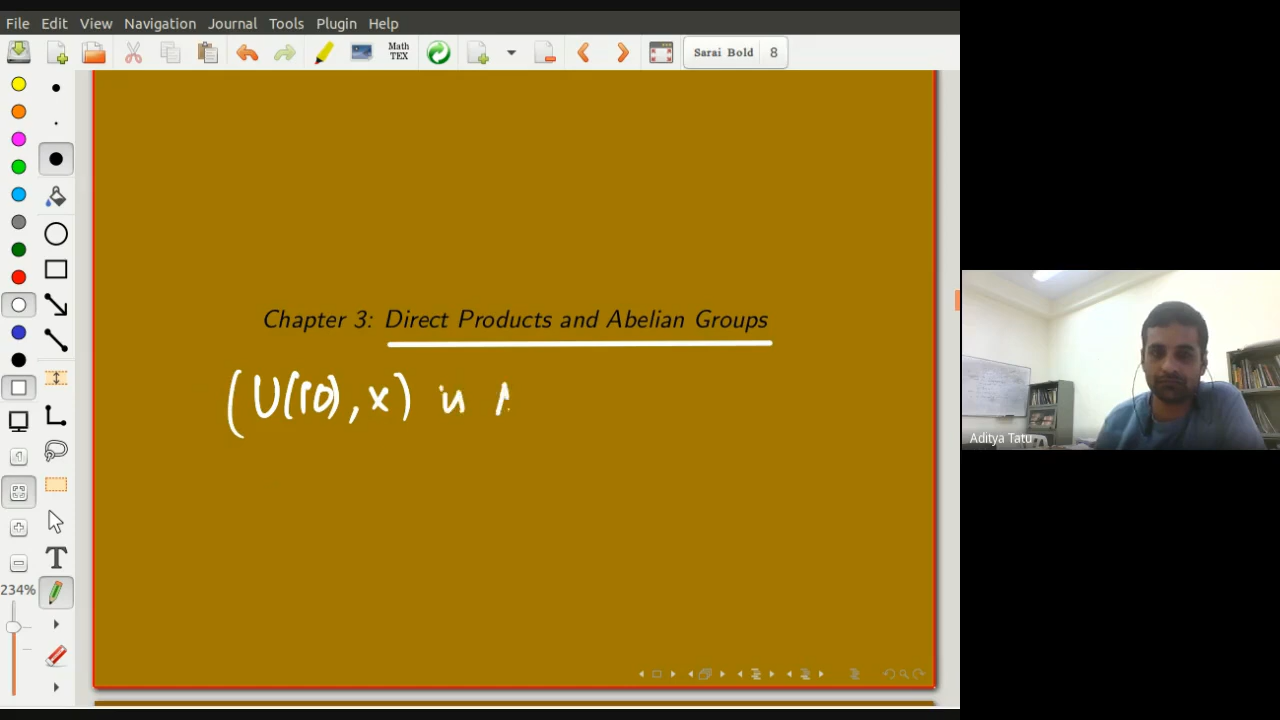 File Edit View Navigation Journal Tools Plugin Help
Math TEX
Sarai Bold 8
Chapter 3: Direct Products and Abelian Groups
(U(10), x) is
Aditya Tatu
234%